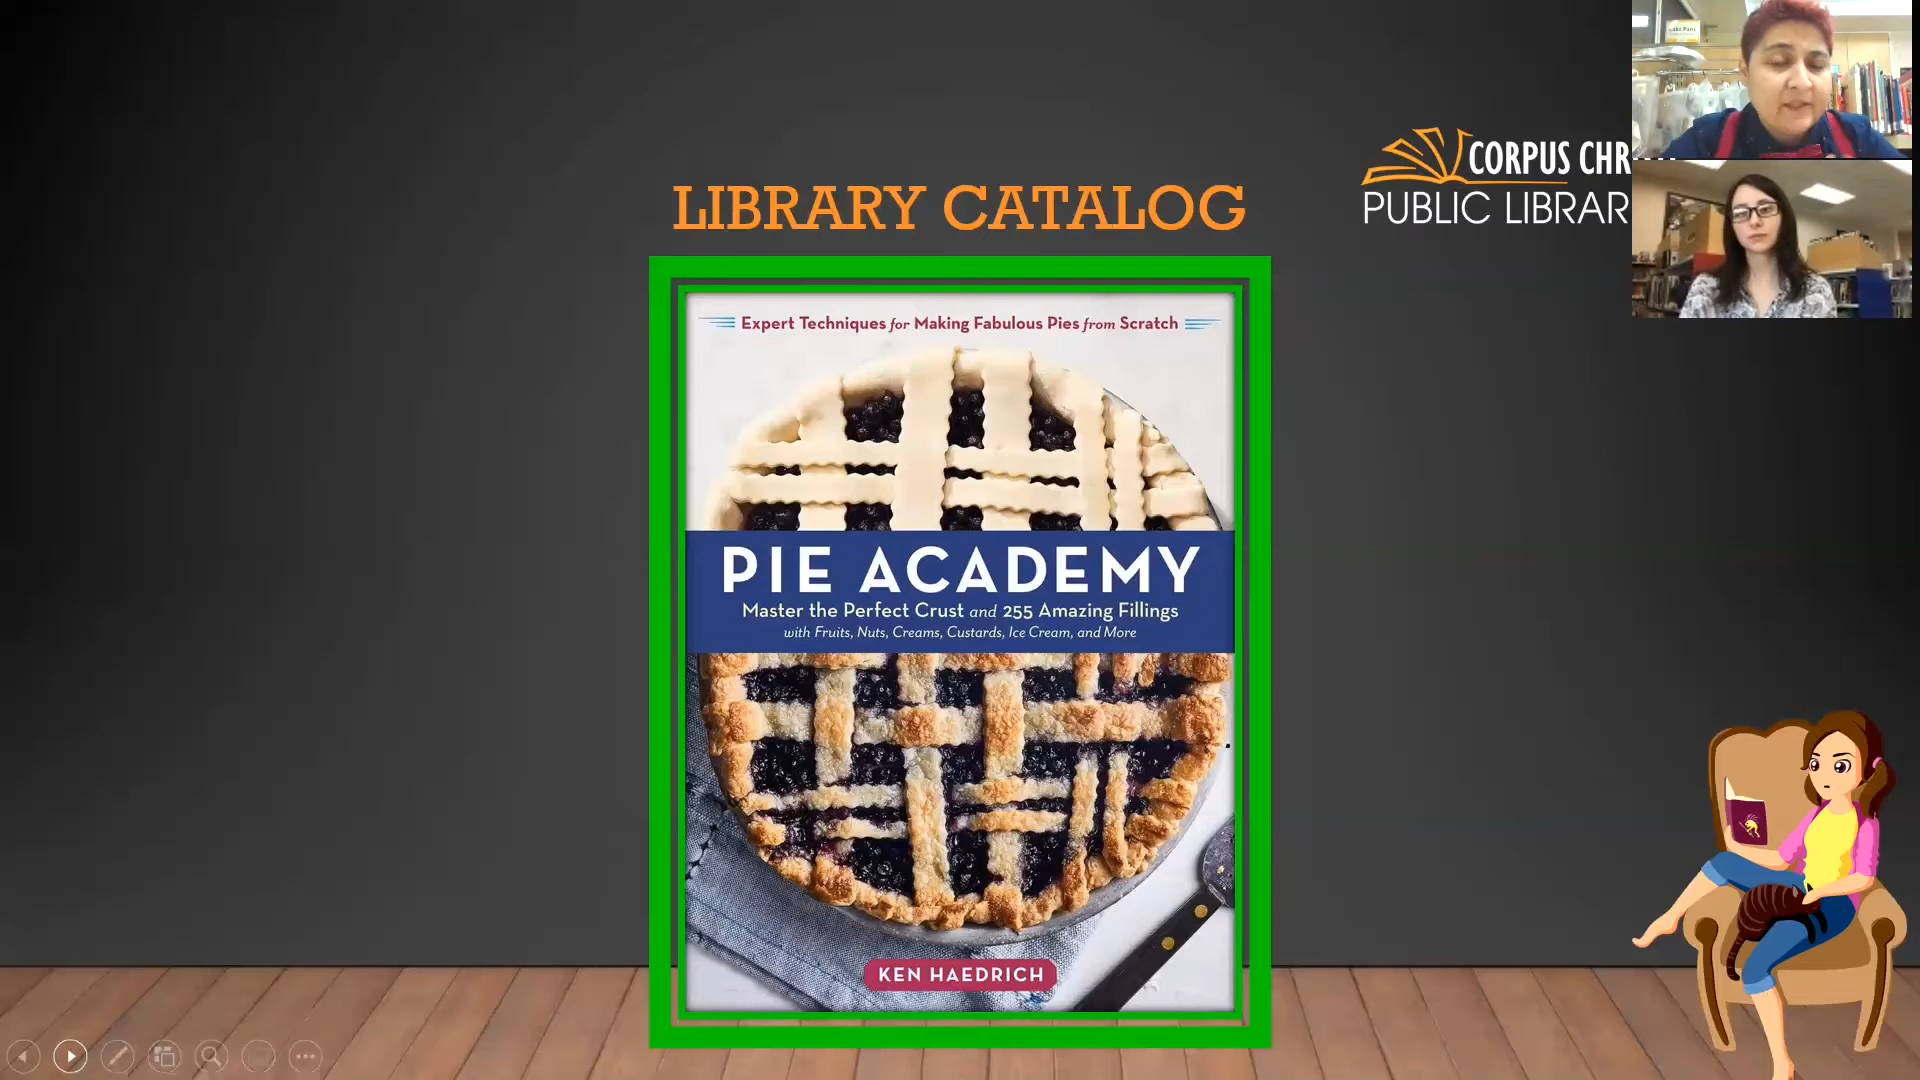 LIBRARY CATALOG
CORPUS CHR
PUBLIC LIBRAR
Expert Techniques for Making Fabulous Pies from Scratch
PIE ACADEMY
Master the Perfect Crust and 255 Amazing Fillings
with Fruits, Nuts, Creams, Custards, Ice Cream, and More
KEN HAEDRICH